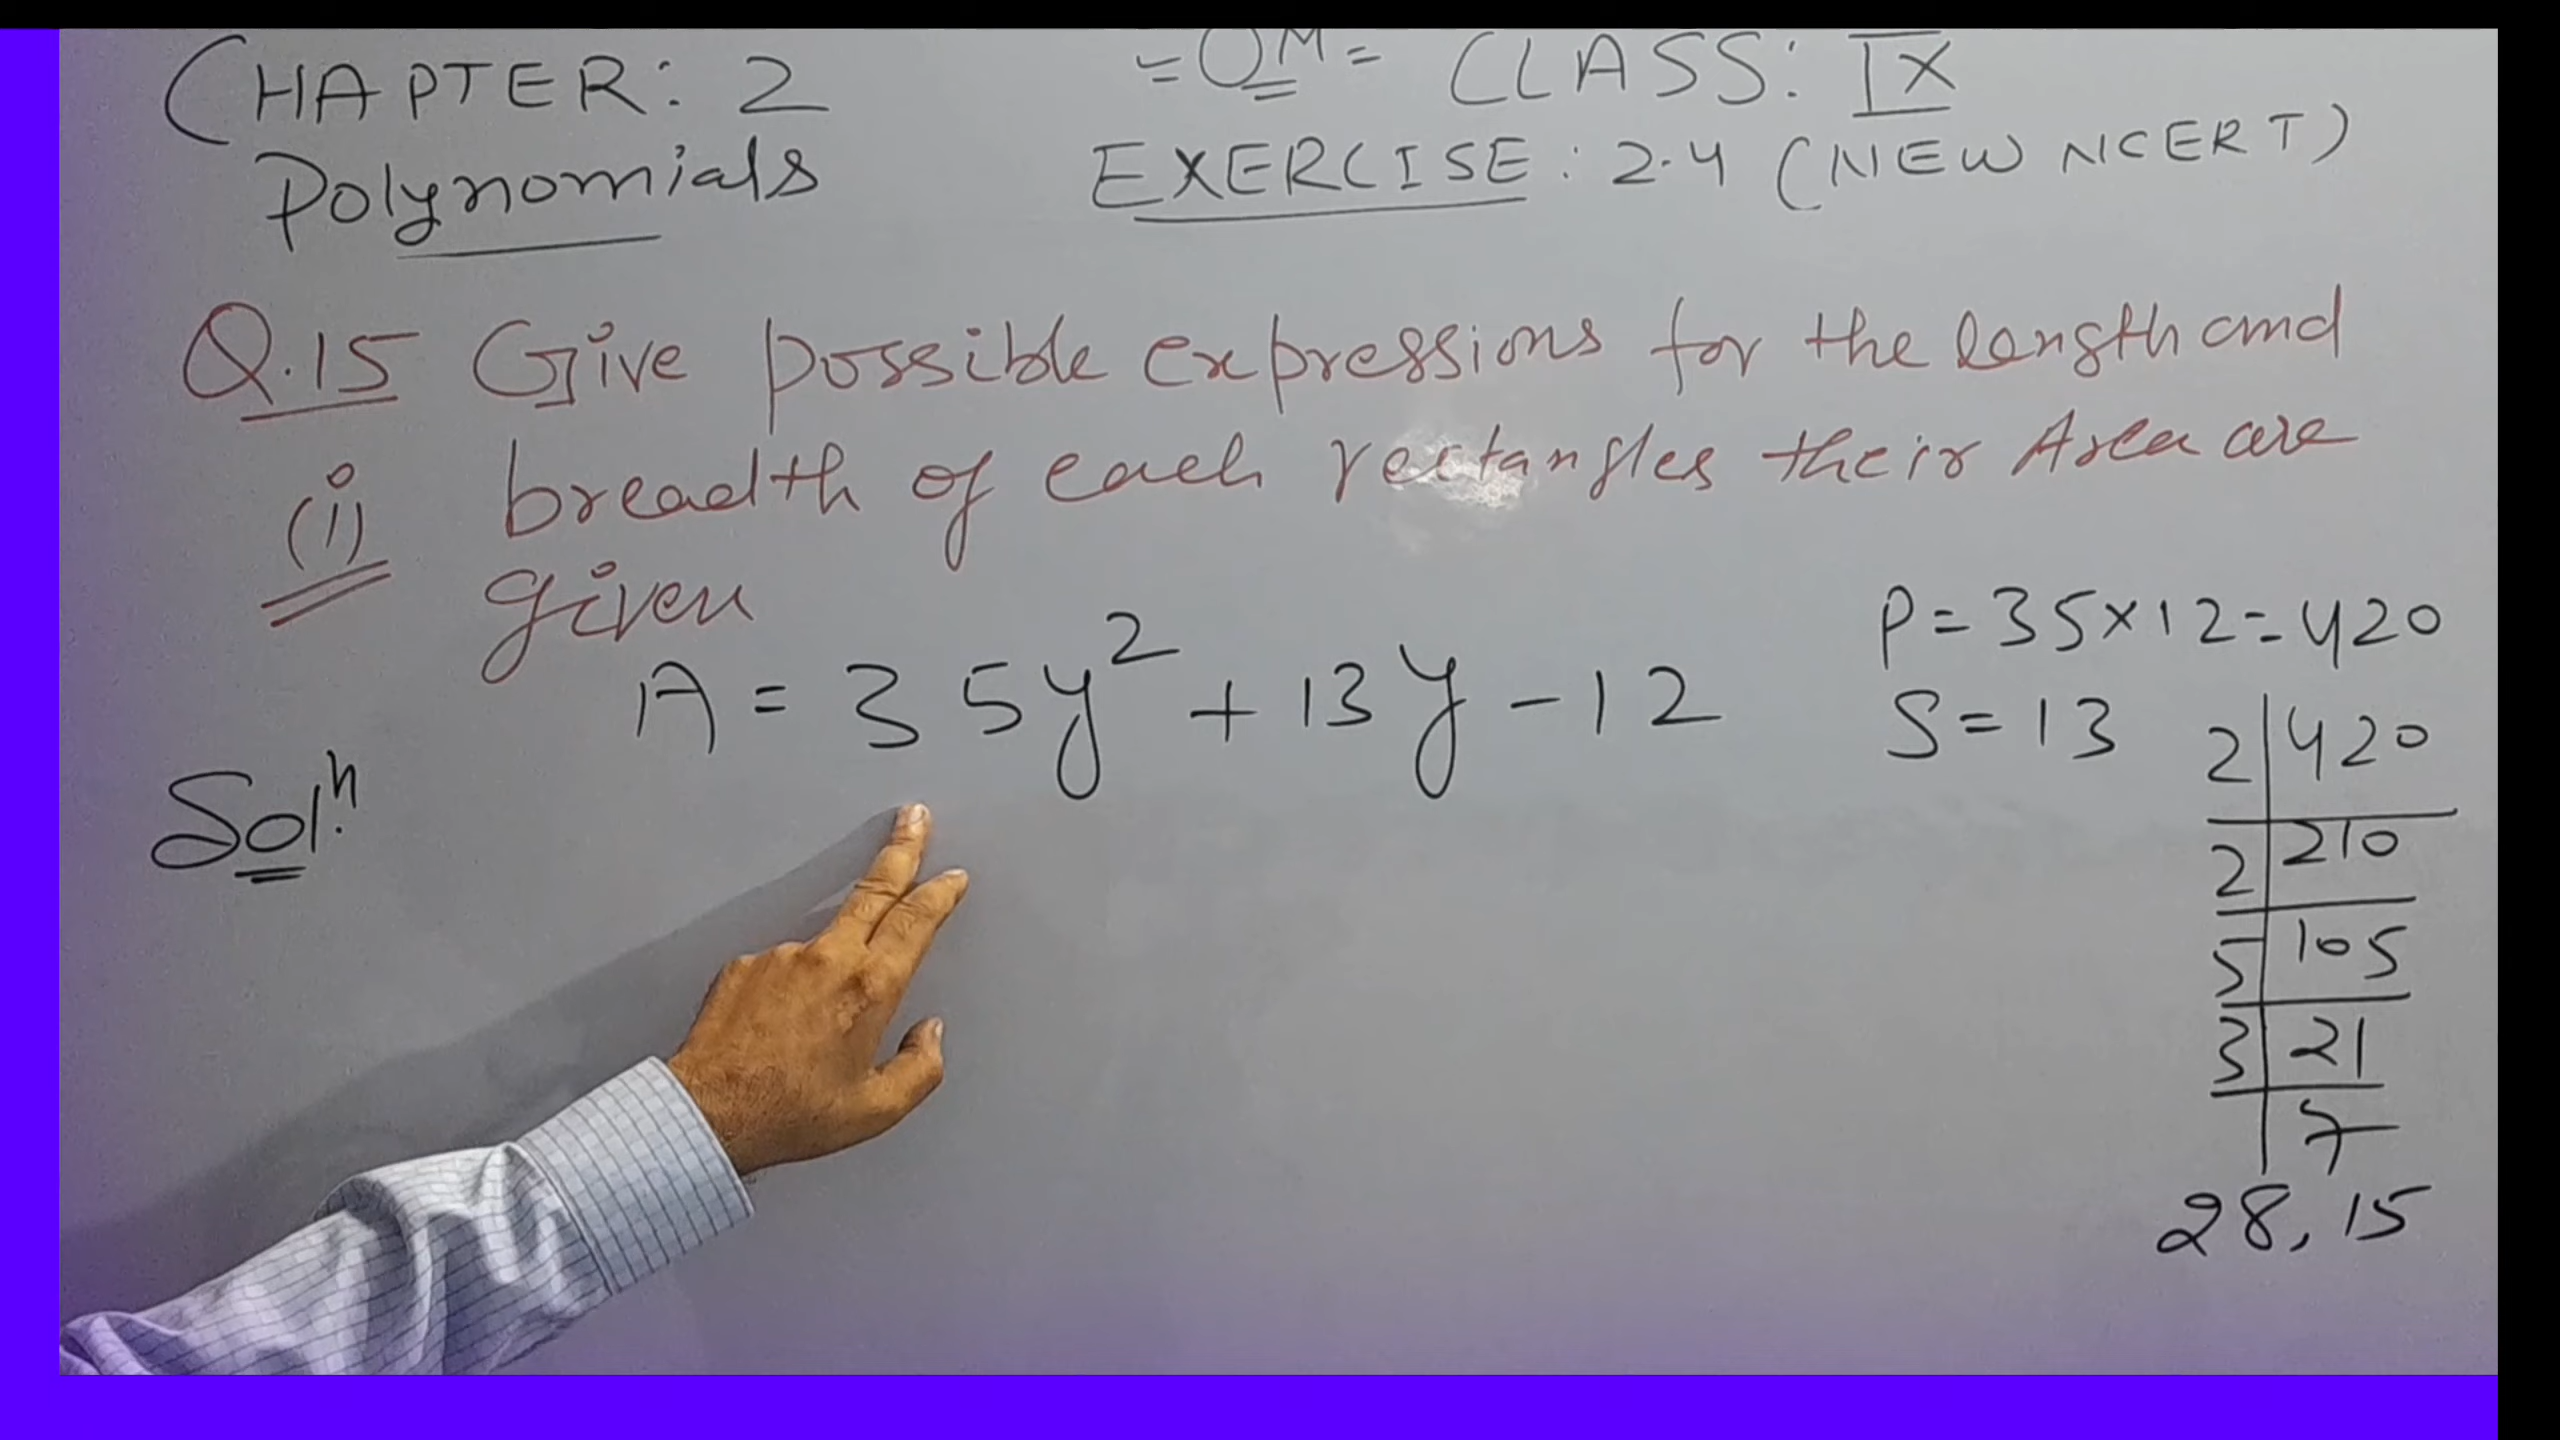 CHAPTER: 2
Polynomials
= OM = CLASS: IX
EXERCISE: 2.4 (NEW NCERT)
Q.15 Give possible expressions for the length and
(i) breadth of each rectangles their Area are
given
A = 35y² + 13y - 12
Sol.ⁿ
P = 35 × 12 = 420
S = 13
2 | 420
2 | 210
5 | 105
3 | 21
| 7
28, 15